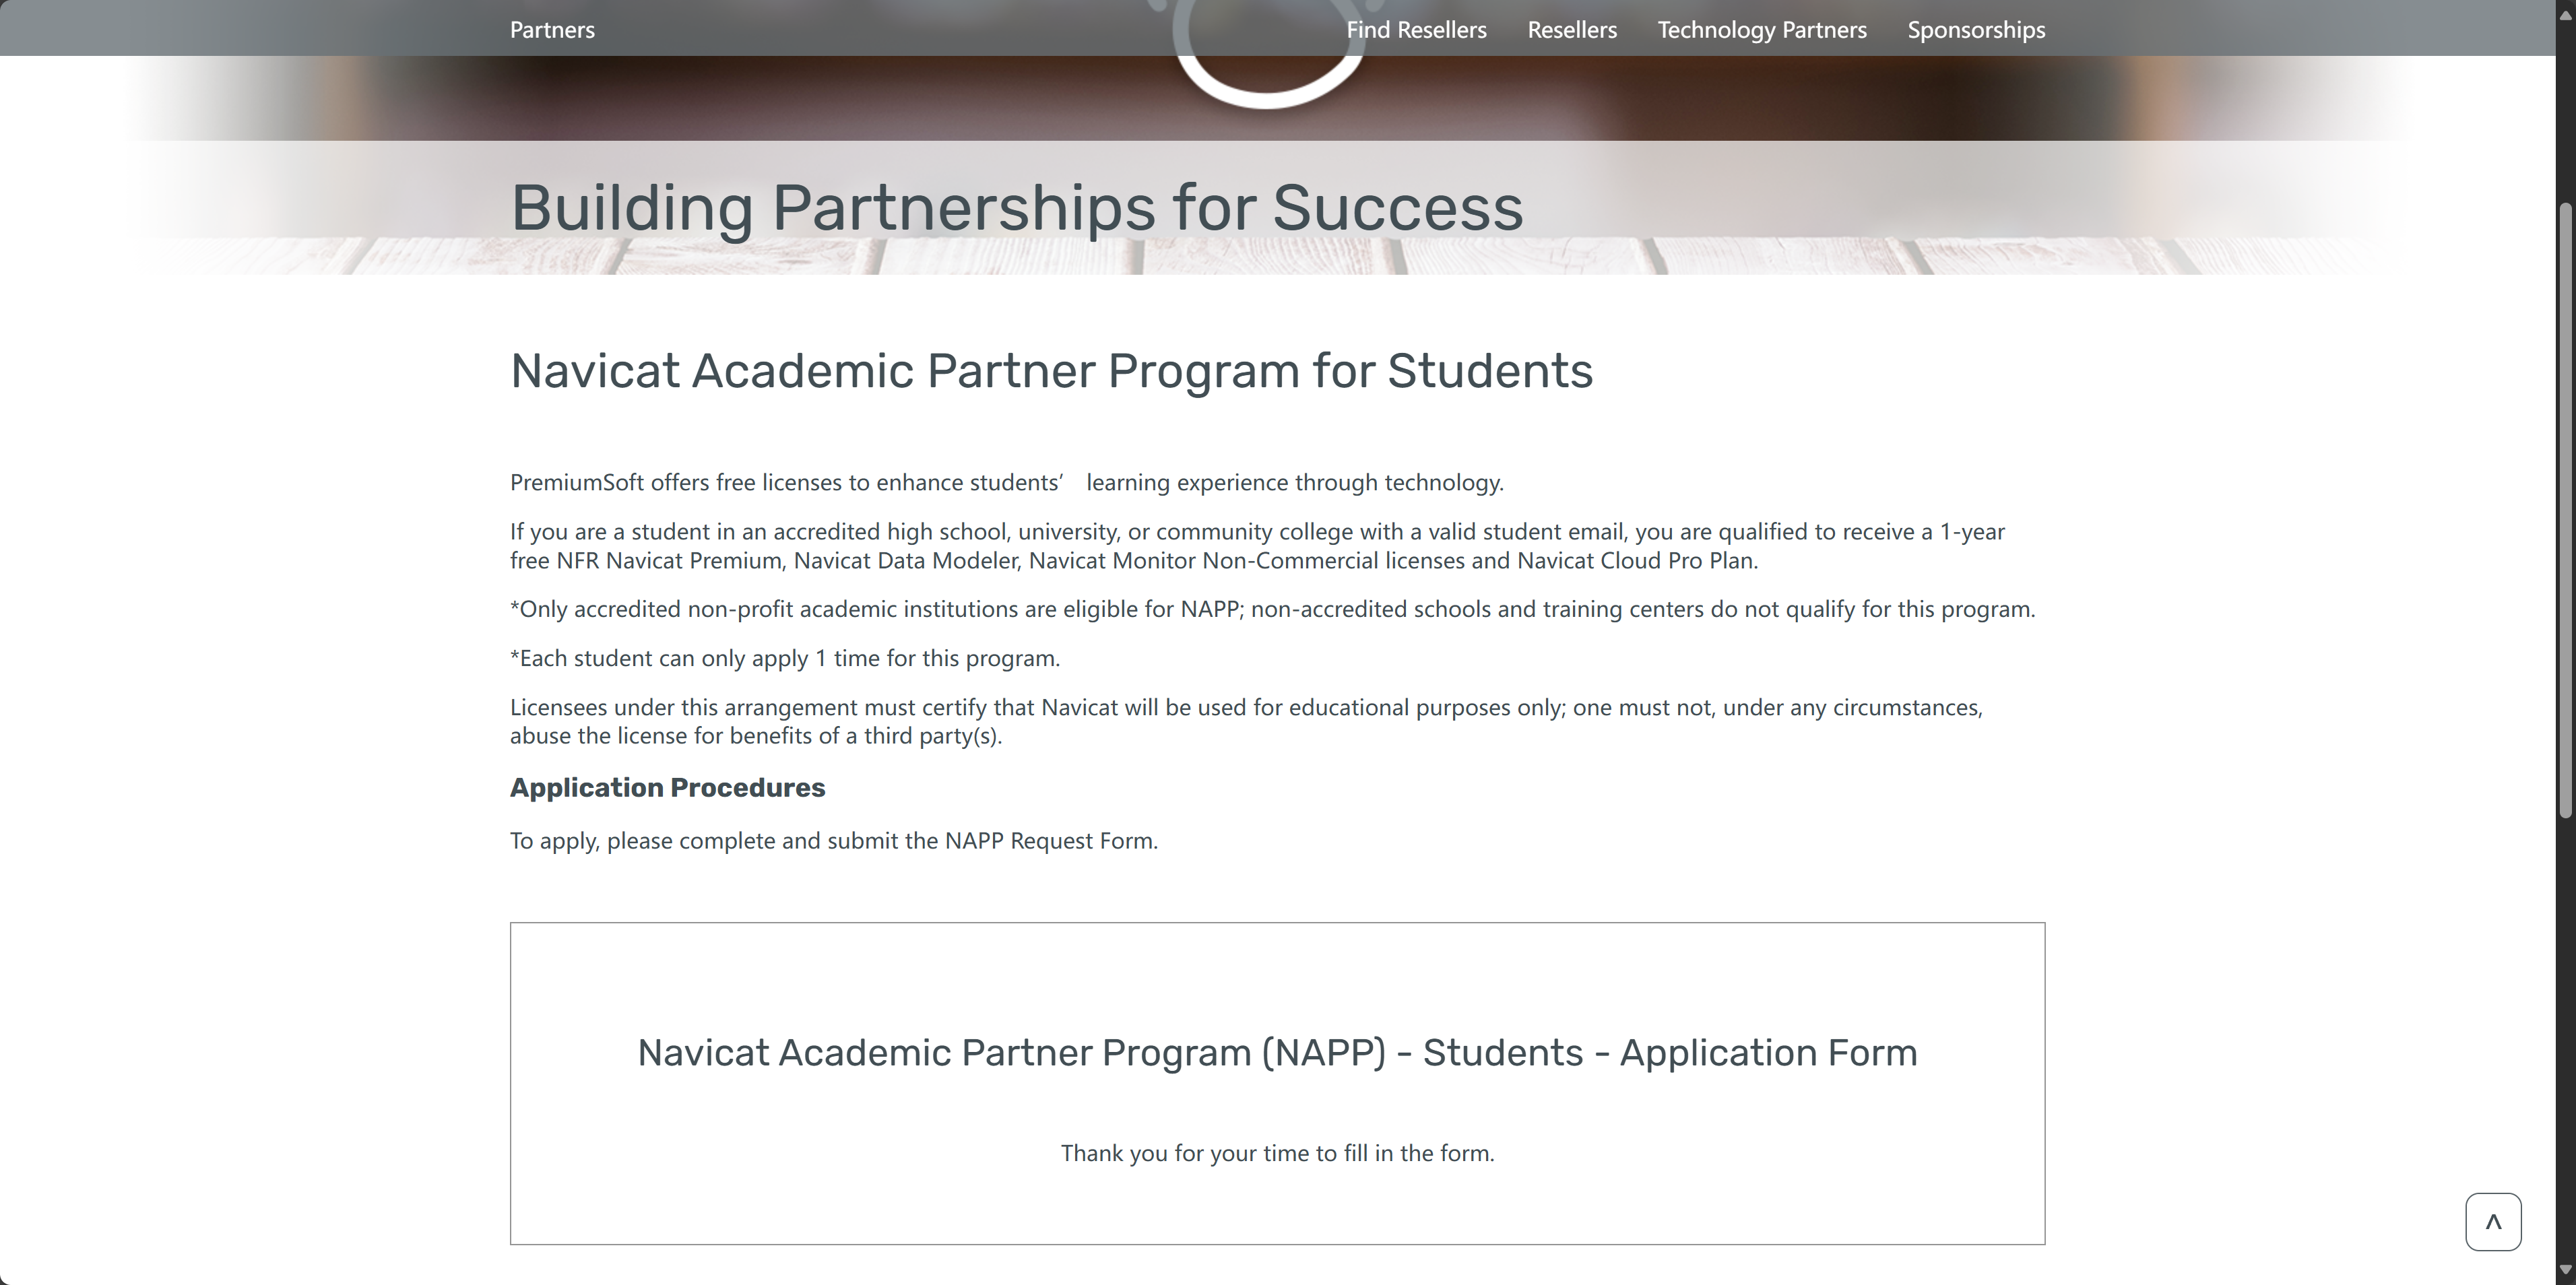 Partners
Find Resellers
Resellers
Technology Partners
Sponsorships
Building Partnerships for Success
Navicat Academic Partner Program for Students
PremiumSoft offers free licenses to enhance students’ learning experience through technology.
If you are a student in an accredited high school, university, or community college with a valid student email, you are qualified to receive a 1-year
free NFR Navicat Premium, Navicat Data Modeler, Navicat Monitor Non-Commercial licenses and Navicat Cloud Pro Plan.
*Only accredited non-profit academic institutions are eligible for NAPP; non-accredited schools and training centers do not qualify for this program.
*Each student can only apply 1 time for this program.
Licensees under this arrangement must certify that Navicat will be used for educational purposes only; one must not, under any circumstances,
abuse the license for benefits of a third party(s).
Application Procedures
To apply, please complete and submit the NAPP Request Form.
Navicat Academic Partner Program (NAPP) - Students - Application Form
Thank you for your time to fill in the form.